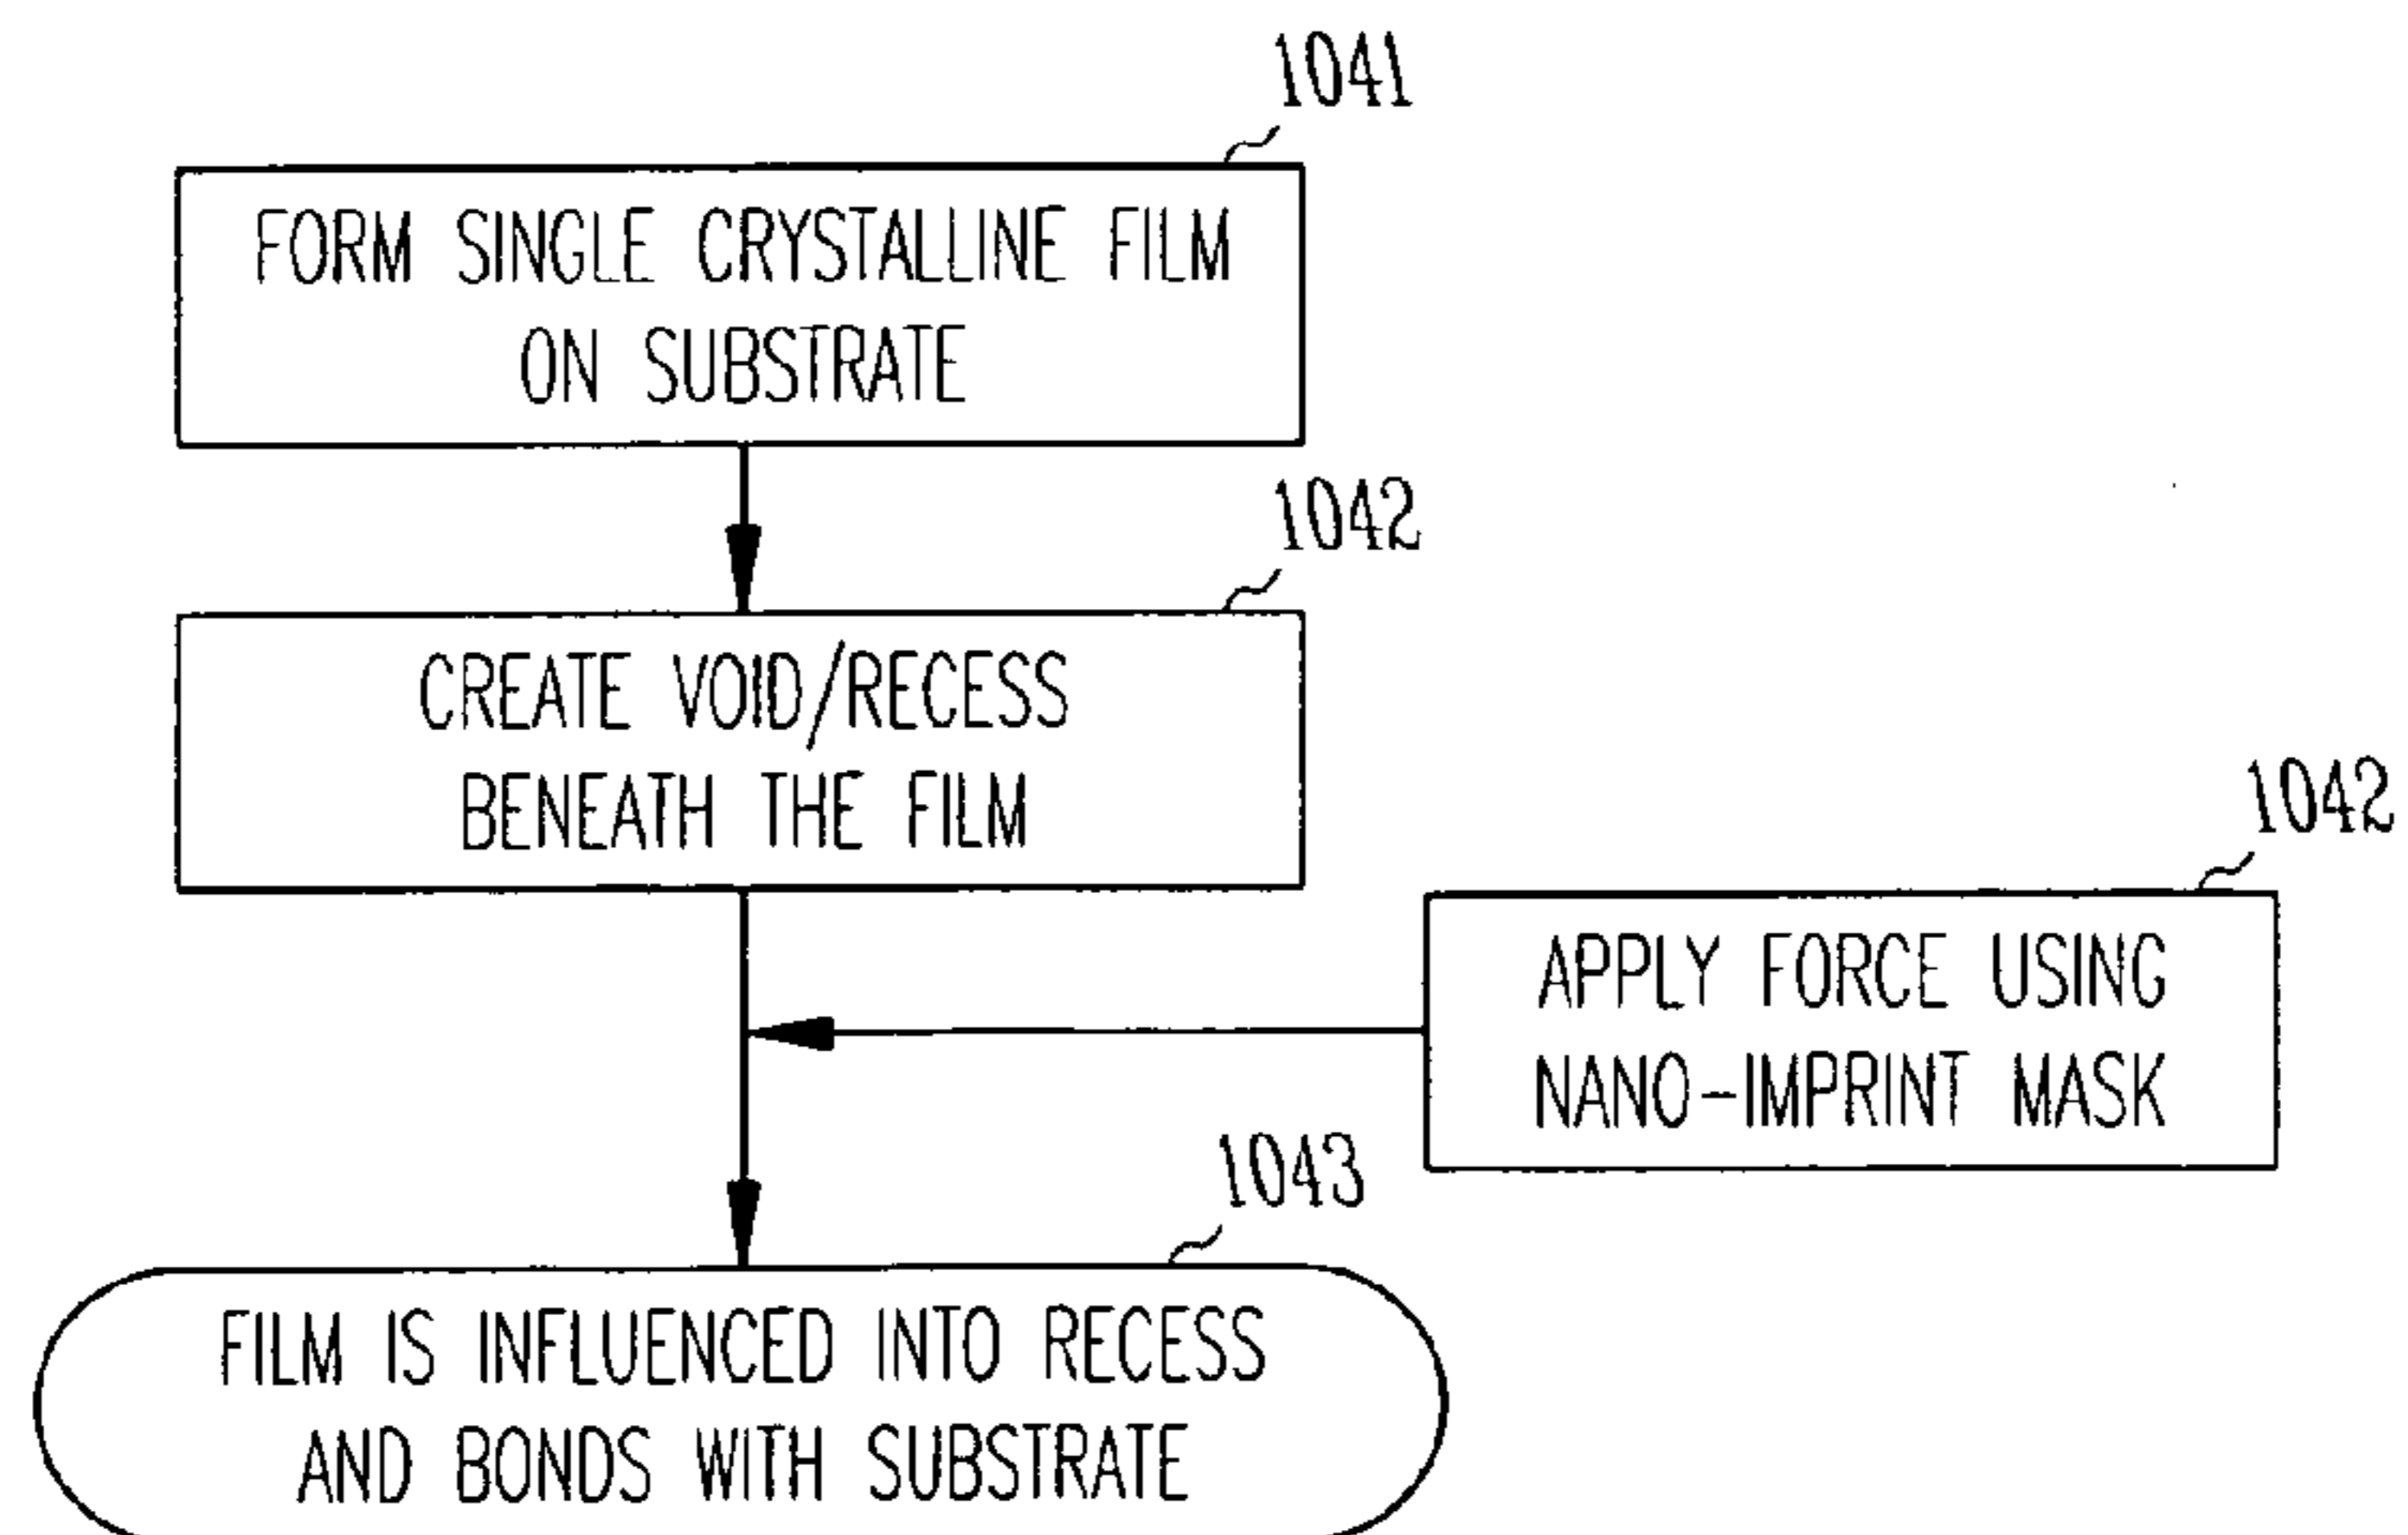 1041
FORM SINGLE CRYSTALLINE FILM
ON SUBSTRATE
1042
CREATE VOID/RECESS
BENEATH THE FILM
1042
APPLY FORCE USING
NANO-IMPRINT MASK
1043
FILM IS INFLUENCED INTO RECESS
AND BONDS WITH SUBSTRATE